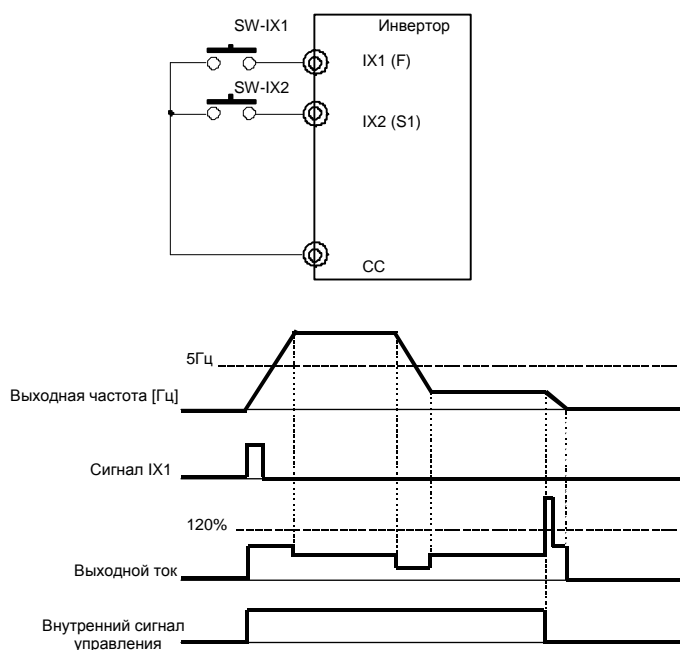 SW-IX1
Инвертор
IX1 (F)
SW-IX2
IX2 (S1)
CC
5Гц
Выходная частота [Гц]
Сигнал IX1
120%
Выходной ток
Внутренний сигнал
управления